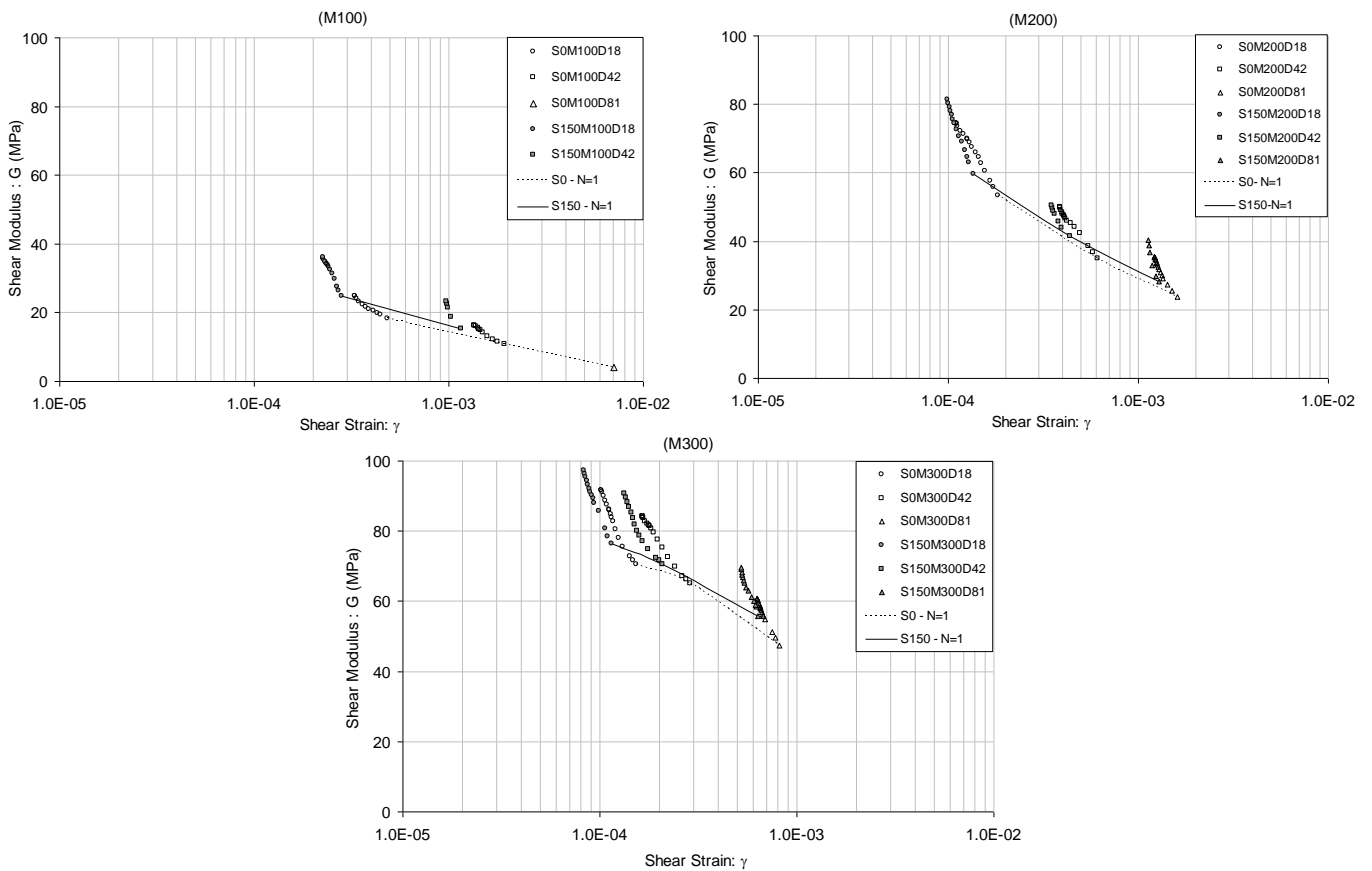 (M100)
100
80
60
40
20
0
Shear Modulus : G (MPa)
1.0E-05
1.0E-04
1.0E-03
1.0E-02
Shear Strain: γ
S0M100D18
S0M100D42
S0M100D81
S150M100D18
S150M100D42
S0 - N=1
S150 - N=1
(M200)
100
80
60
40
20
0
Shear Modulus : G (MPa)
1.0E-05
1.0E-04
1.0E-03
1.0E-02
Shear Strain: γ
S0M200D18
S0M200D42
S0M200D81
S150M200D18
S150M200D42
S150M200D81
S0 - N=1
S150-N=1
(M300)
100
80
60
40
20
0
Shear Modulus : G (MPa)
1.0E-05
1.0E-04
1.0E-03
1.0E-02
Shear Strain: γ
S0M300D18
S0M300D42
S0M300D81
S150M300D18
S150M300D42
S150M300D81
S0 - N=1
S150 - N=1